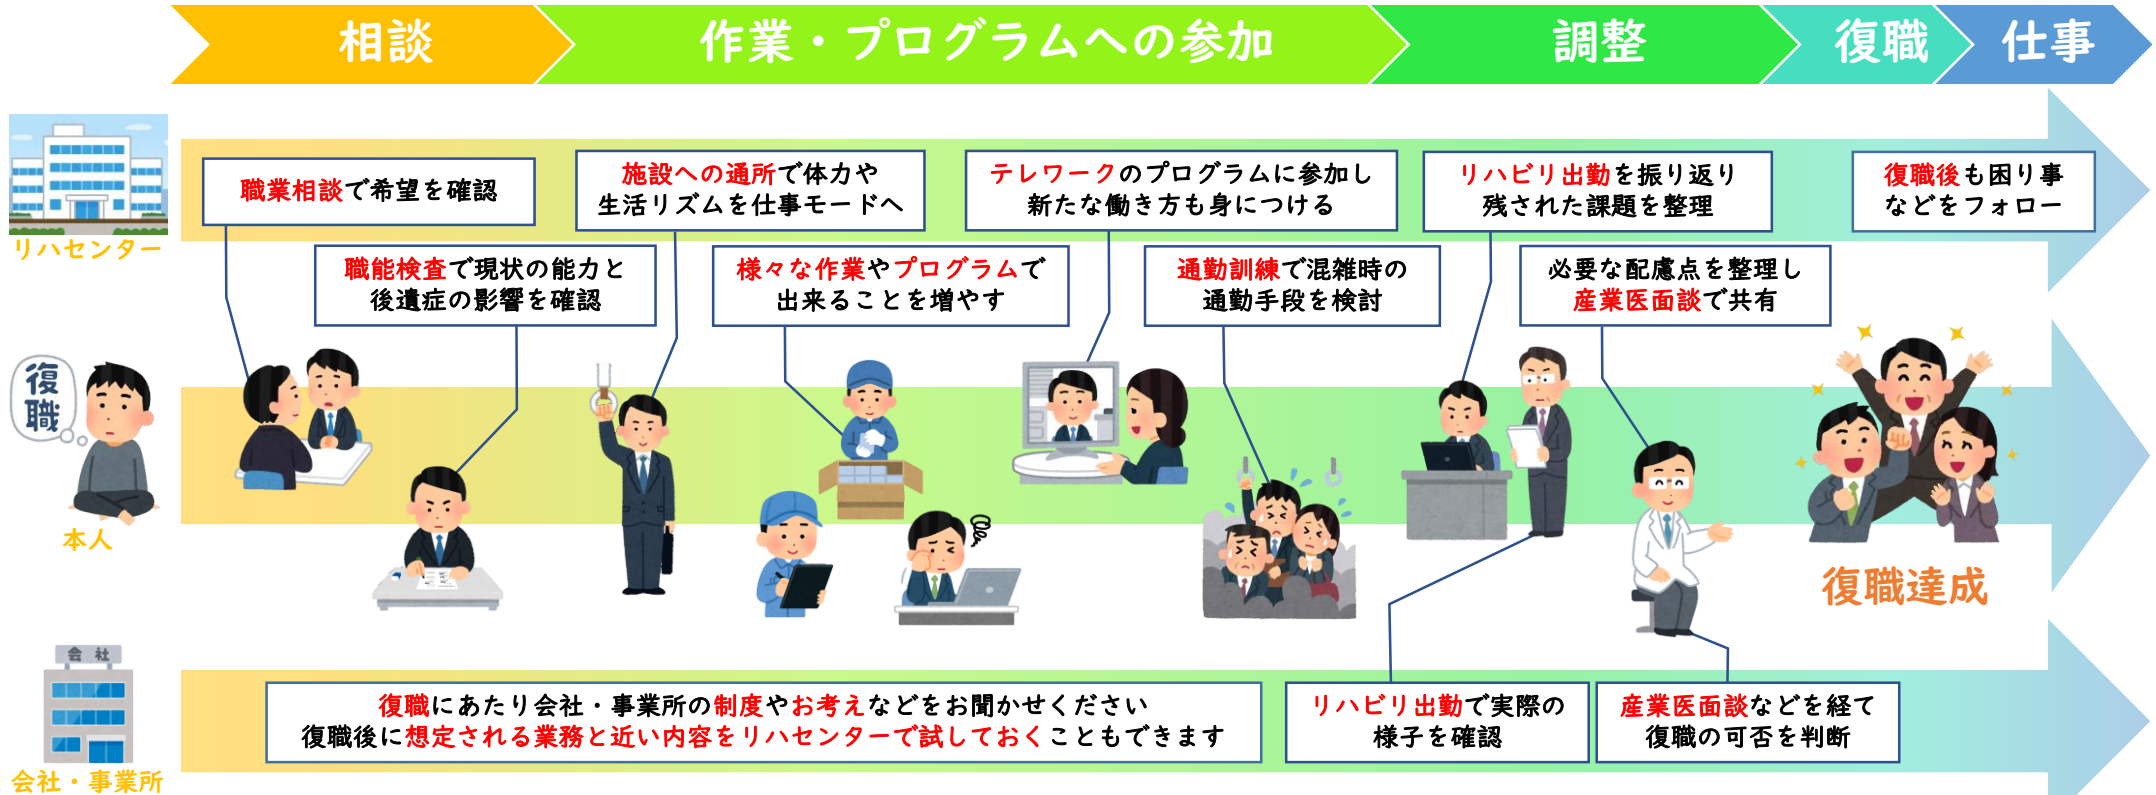 相談
作業・プログラムへの参加
調整
復職
仕事
職業相談で希望を確認
施設への通所で体力や
生活リズムを仕事モードへ
テレワークのプログラムに参加し
新たな働き方も身につける
リハビリ出勤を振り返り
残された課題を整理
復職後も困り事
などをフォロー
リハセンター
職能検査で現状の能力と
後遺症の影響を確認
様々な作業やプログラムで
出来ることを増やす
通勤訓練で混雑時の
通勤手段を検討
必要な配慮点を整理し
産業医面談で共有
復
職
本人
復職達成
会社
復職にあたり会社・事業所の制度やお考えなどをお聞かせください
復職後に想定される業務と近い内容をリハセンターで試しておくこともできます
リハビリ出勤で実際の
様子を確認
産業医面談などを経て
復職の可否を判断
会社・事業所